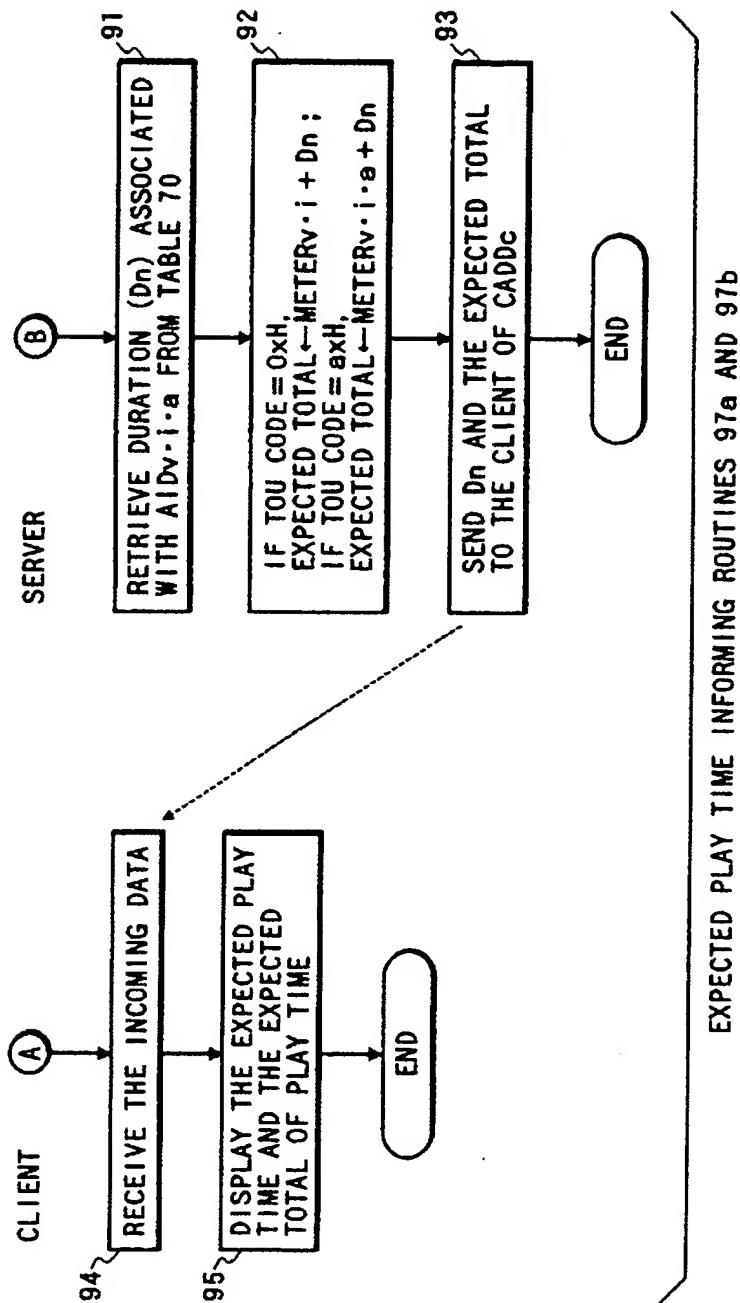 CLIENT
A
94
RECEIVE THE INCOMING DATA
95
DISPLAY THE EXPECTED PLAY
TIME AND THE EXPECTED
TOTAL OF PLAY TIME
END
SERVER
B
91
RETRIEVE DURATION (Dn) ASSOCIATED
WITH AIDv·i·a FROM TABLE 70
92
IF TOU CODE=0xH,
EXPECTED TOTAL←METERv·i+Dn;
IF TOU CODE=axH,
EXPECTED TOTAL←METERv·i·a+Dn
93
SEND Dn AND THE EXPECTED TOTAL
TO THE CLIENT OF CADDc
END
EXPECTED PLAY TIME INFORMING ROUTINES 97a AND 97b